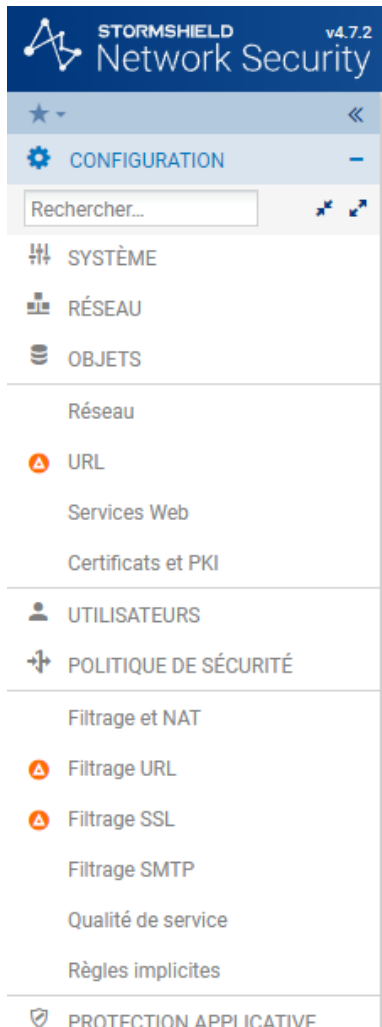 STORMSHIELD
v4.7.2
Network Security
CONFIGURATION
Rechercher...
SYSTÈME
RÉSEAU
OBJETS
Réseau
URL
Services Web
Certificats et PKI
UTILISATEURS
POLITIQUE DE SÉCURITÉ
Filtrage et NAT
Filtrage URL
Filtrage SSL
Filtrage SMTP
Qualité de service
Règles implicites
PROTECTION APPLICATIVE